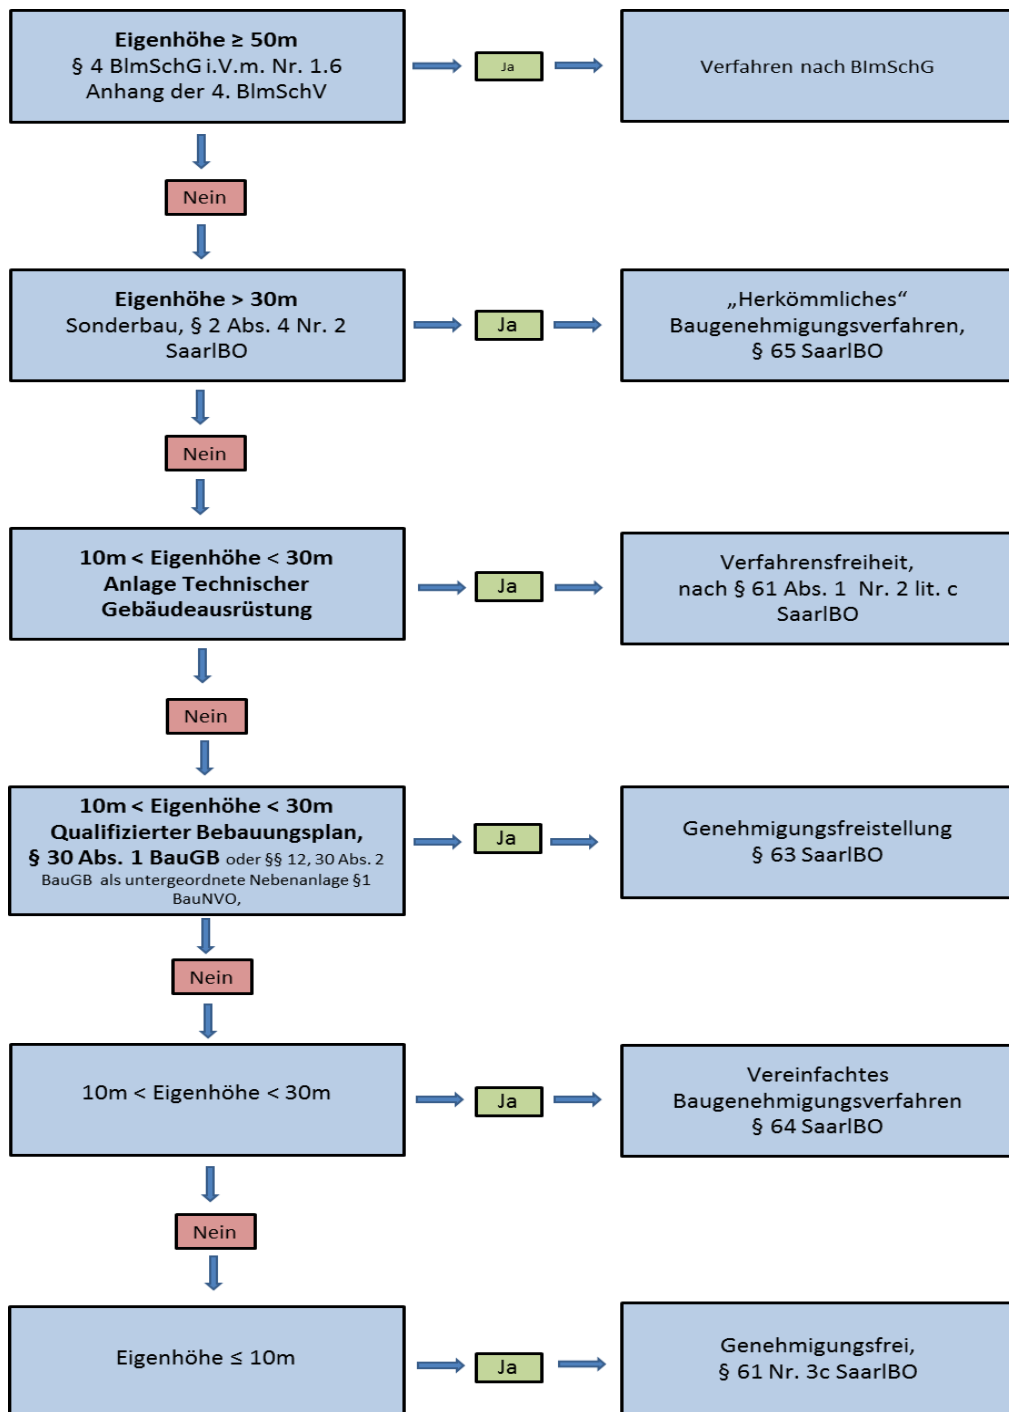 Eigenhöhe ≥ 50m
§ 4 BImSchG i.V.m. Nr. 1.6
Anhang der 4. BImSchV
Ja
Verfahren nach BImSchG
Nein
Eigenhöhe > 30m
Sonderbau, § 2 Abs. 4 Nr. 2
SaarlBO
Ja
„Herkömmliches“
Baugenehmigungsverfahren,
§ 65 SaarlBO
Nein
10m < Eigenhöhe < 30m
Anlage Technischer
Gebäudeausrüstung
Ja
Verfahrensfreiheit,
nach § 61 Abs. 1 Nr. 2 lit. c
SaarlBO
Nein
10m < Eigenhöhe < 30m
Qualifizierter Bebauungsplan,
§ 30 Abs. 1 BauGB oder §§ 12, 30 Abs. 2
BauGB als untergeordnete Nebenanlage §1
BauNVO,
Ja
Genehmigungsfreistellung
§ 63 SaarlBO
Nein
10m < Eigenhöhe < 30m
Ja
Vereinfachtes
Baugenehmigungsverfahren
§ 64 SaarlBO
Nein
Eigenhöhe ≤ 10m
Ja
Genehmigungsfrei,
§ 61 Nr. 3c SaarlBO